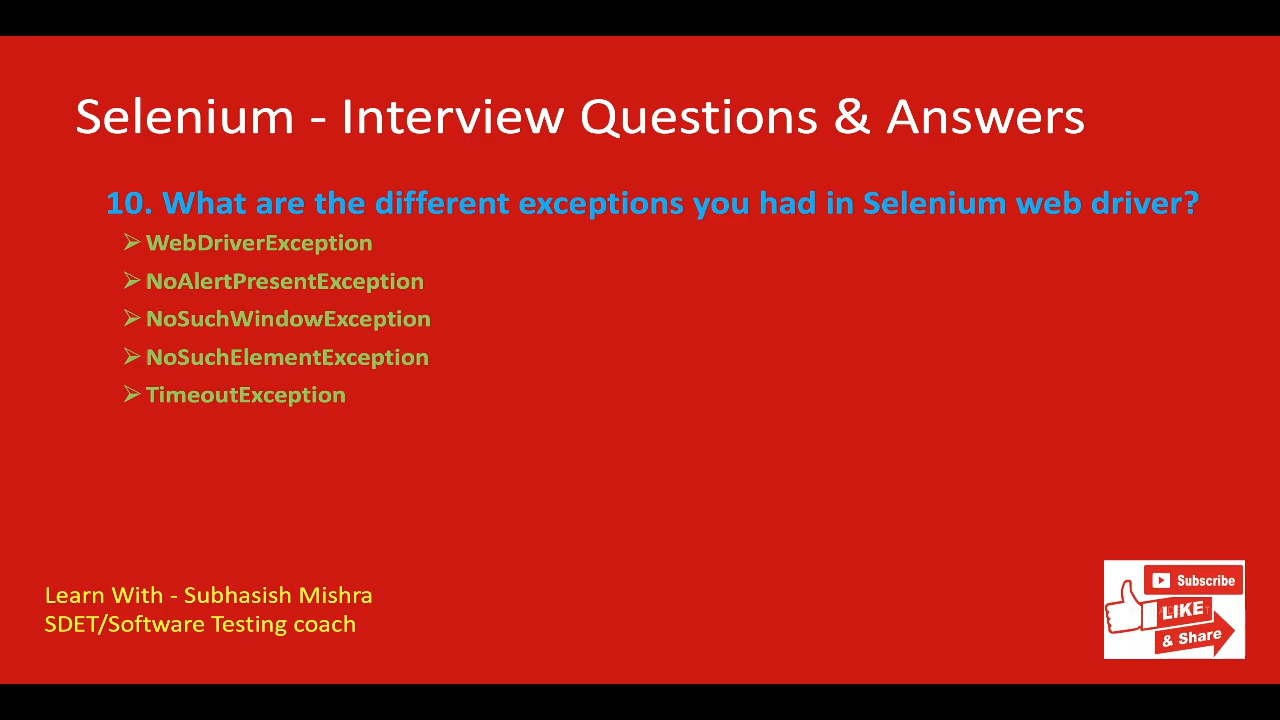 Selenium - Interview Questions & Answers
10. What are the different exceptions you had in Selenium web driver?
WebDriverException
NoAlertPresentException
NoSuchWindowException
NoSuchElementException
TimeoutException
Learn With - Subhasish Mishra
SDET/Software Testing coach
Subscribe
LIKE
& Share